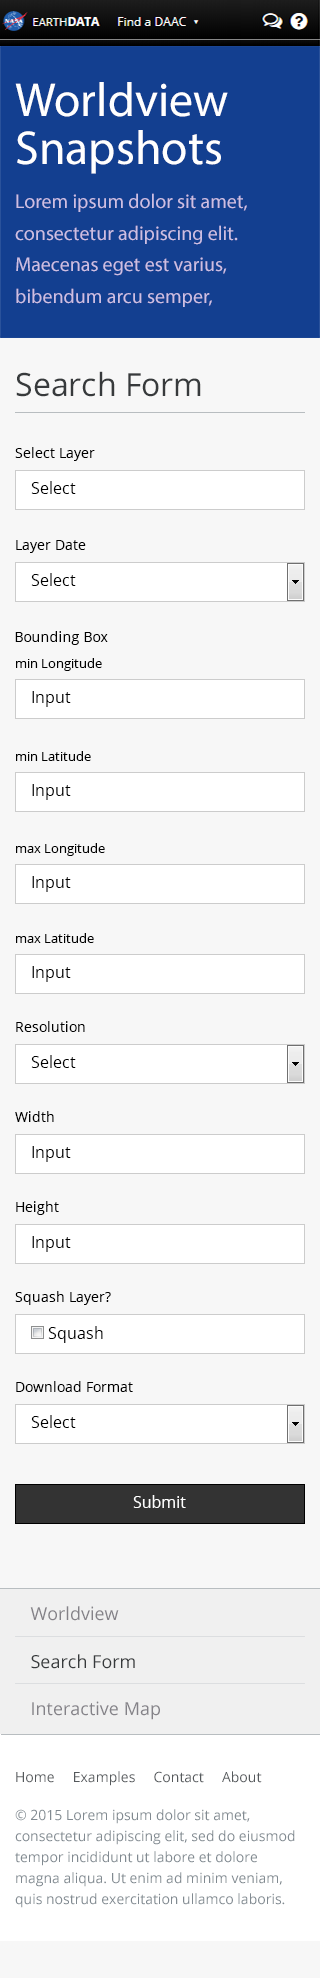 NASA EARTHDATA Find a DAAC
Worldview
Snapshots
Lorem ipsum dolor sit amet,
consectetur adipiscing elit.
Maecenas eget est varius,
bibendum arcu semper,
Search Form
Select Layer
Select
Layer Date
Select
Bounding Box
min Longitude
Input
min Latitude
Input
max Longitude
Input
max Latitude
Input
Resolution
Select
Width
Input
Height
Input
Squash Layer?
Squash
Download Format
Select
Submit
Worldview
Search Form
Interactive Map
Home Examples Contact About
© 2015 Lorem ipsum dolor sit amet,
consectetur adipiscing elit, sed do eiusmod
tempor incididunt ut labore et dolore
magna aliqua. Ut enim ad minim veniam,
quis nostrud exercitation ullamco laboris.